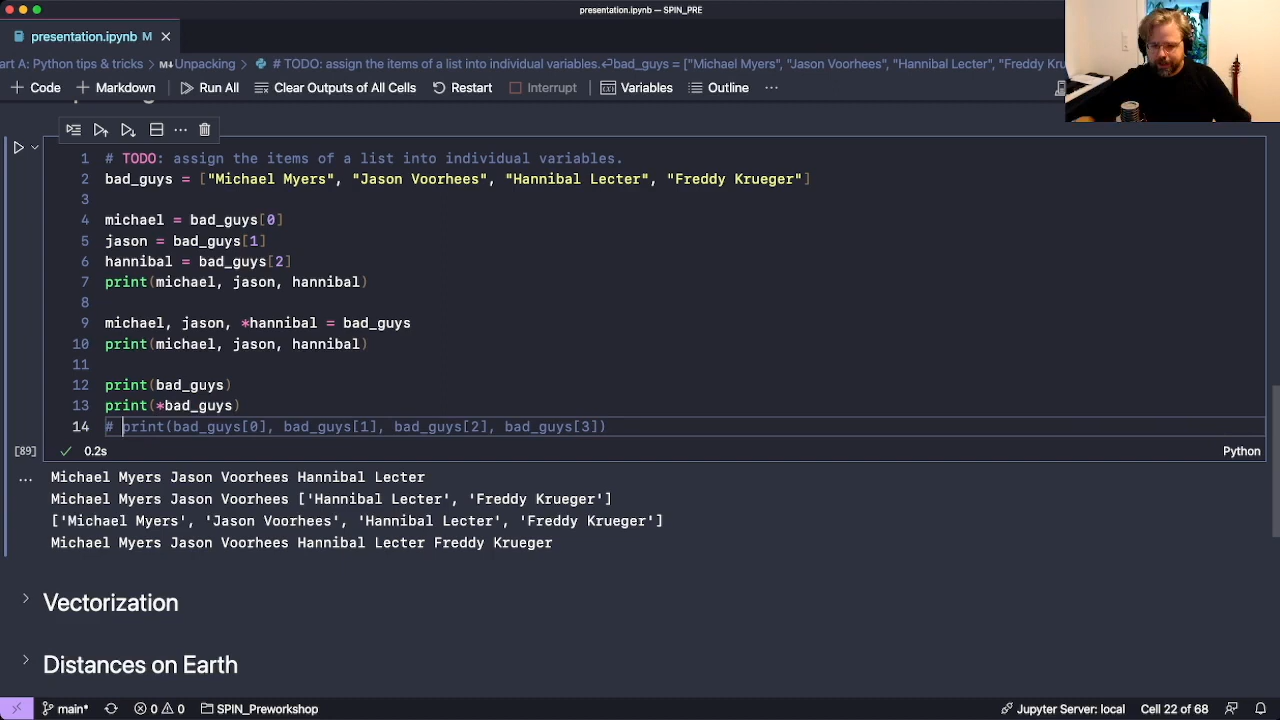 presentation.ipynb — SPIN_PRE
presentation.ipynb M
art A: Python tips & tricks > M↓Unpacking > # TODO: assign the items of a list into individual variables.↵bad_guys = ["Michael Myers", "Jason Voorhees", "Hannibal Lecter", "Freddy Kru
+ Code + Markdown Run All Clear Outputs of All Cells Restart Interrupt Variables Outline ...
1 # TODO: assign the items of a list into individual variables.
2 bad_guys = ["Michael Myers", "Jason Voorhees", "Hannibal Lecter", "Freddy Krueger"]
3
4 michael = bad_guys[0]
5 jason = bad_guys[1]
6 hannibal = bad_guys[2]
7 print(michael, jason, hannibal)
8
9 michael, jason, *hannibal = bad_guys
10 print(michael, jason, hannibal)
11
12 print(bad_guys)
13 print(*bad_guys)
14 # print(bad_guys[0], bad_guys[1], bad_guys[2], bad_guys[3])
[89] 0.2s Python
Michael Myers Jason Voorhees Hannibal Lecter
Michael Myers Jason Voorhees ['Hannibal Lecter', 'Freddy Krueger']
['Michael Myers', 'Jason Voorhees', 'Hannibal Lecter', 'Freddy Krueger']
Michael Myers Jason Voorhees Hannibal Lecter Freddy Krueger
Vectorization
Distances on Earth
main* 0 0 SPIN_Preworkshop Jupyter Server: local Cell 22 of 68